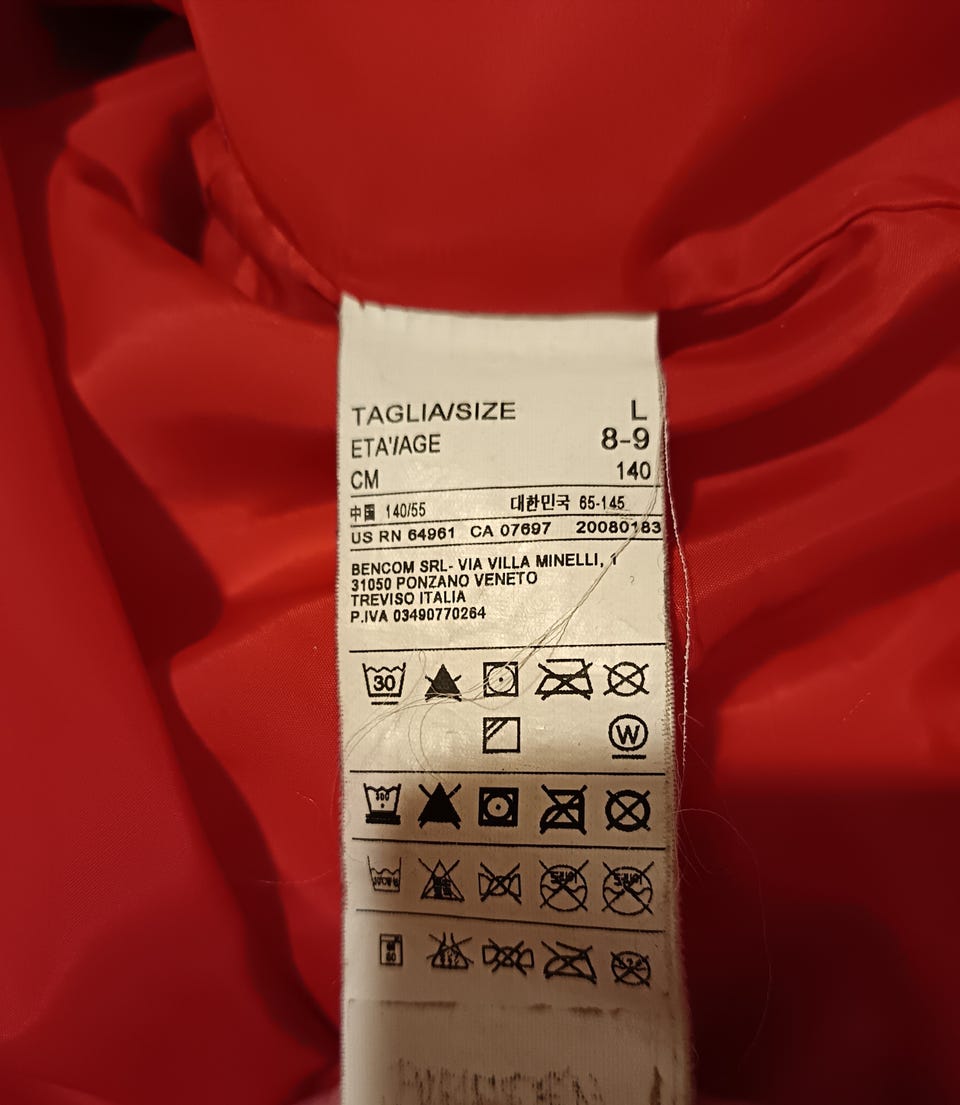 TAGLIA/SIZE L
ETA'/AGE 8-9
CM 140
中国 140/55 대한민국 65-145
US RN 64961 CA 07697 20080183
BENCOM SRL- VIA VILLA MINELLI, 1
31050 PONZANO VENETO
TREVISO ITALIA
P.IVA 03490770264
30
W